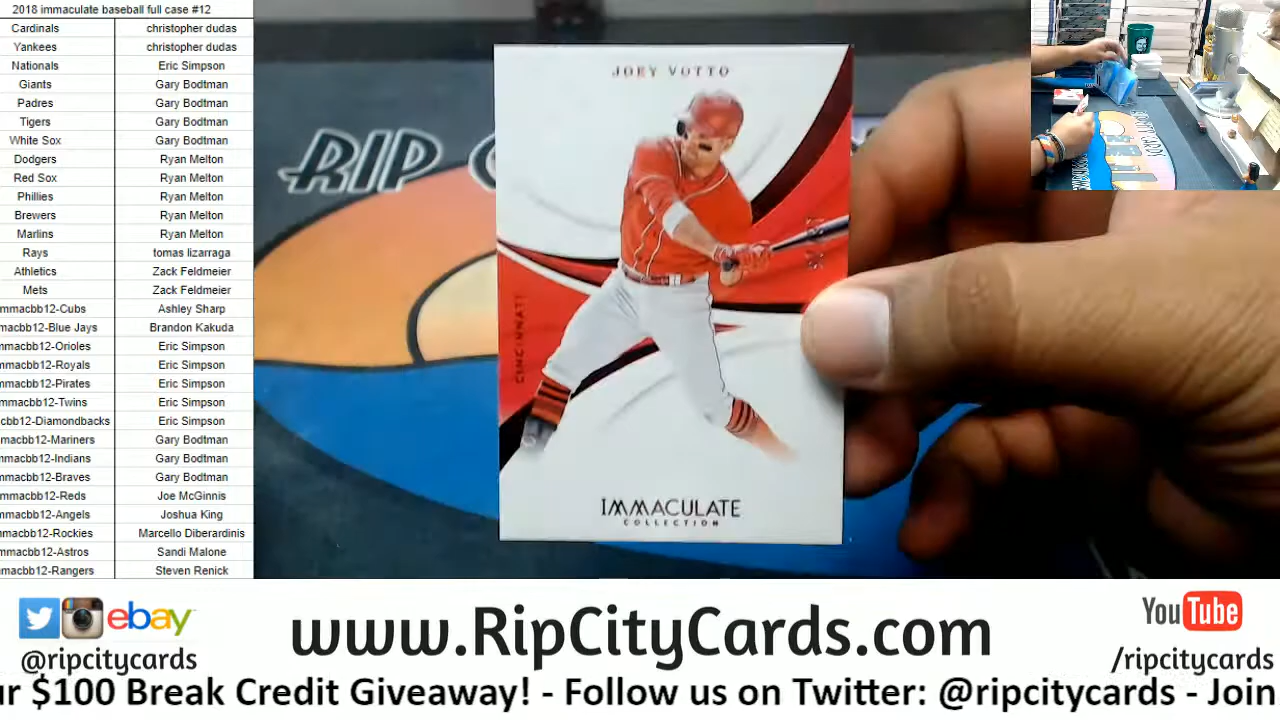 2018 immaculate baseball full case #12
Cardinals christopher dudas
Yankees christopher dudas
Nationals Eric Simpson
Giants Gary Bodtman
Padres Gary Bodtman
Tigers Gary Bodtman
White Sox Gary Bodtman
Dodgers Ryan Melton
Red Sox Ryan Melton
Phillies Ryan Melton
Brewers Ryan Melton
Marlins Ryan Melton
Rays tomas lizarraga
Athletics Zack Feldmeier
Mets Zack Feldmeier
mmacbb12-Cubs Ashley Sharp
macbb12-Blue Jays Brandon Kakuda
mmacbb12-Orioles Eric Simpson
mmacbb12-Royals Eric Simpson
mmacbb12-Pirates Eric Simpson
mmacbb12-Twins Eric Simpson
cbb12-Diamondbacks Eric Simpson
macbb12-Mariners Gary Bodtman
mmacbb12-Indians Gary Bodtman
mmacbb12-Braves Gary Bodtman
mmacbb12-Reds Joe McGinnis
mmacbb12-Angels Joshua King
mmacbb12-Rockies Marcello Diberardinis
mmacbb12-Astros Sandi Malone
macbb12-Rangers Steven Renick
RIP
JOEY VOTTO
CINCINNATI
IMMACULATE
COLLECTION
ebay
@ripcitycards
www.RipCityCards.com
YouTube
/ripcitycards
ur $100 Break Credit Giveaway! - Follow us on Twitter: @ripcitycards - Join